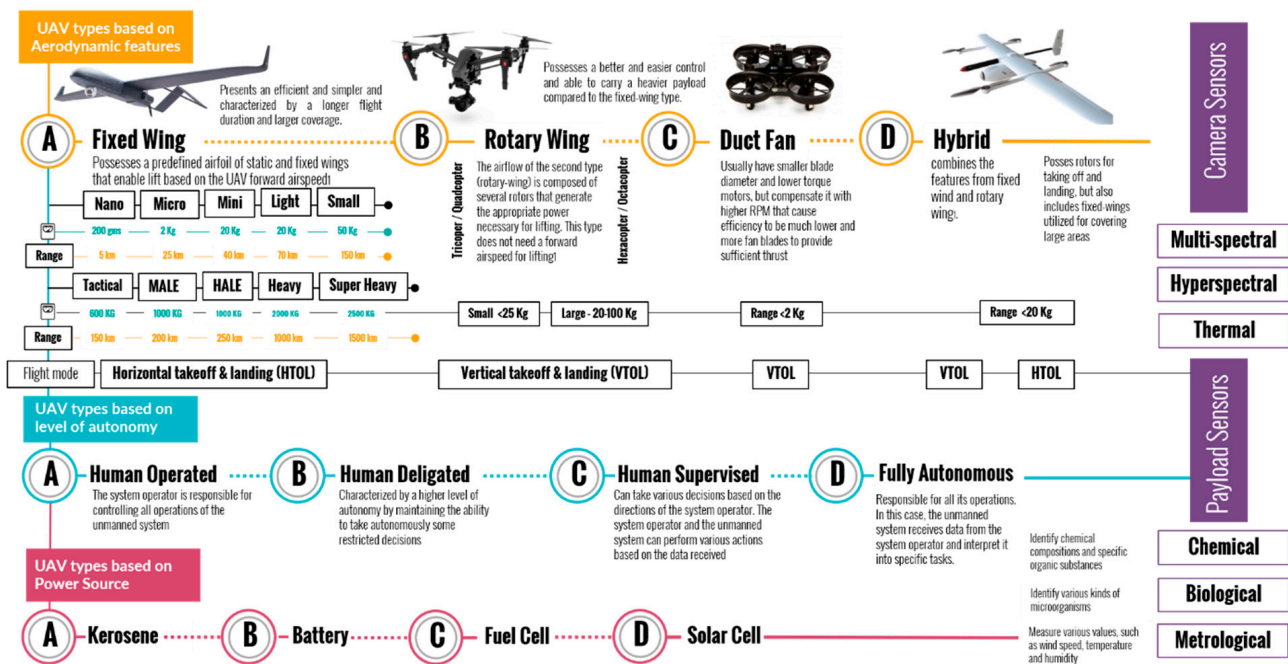 UAV types based on
Aerodynamic features
Presents an efficient and simpler and
characterized by a longer flight
duration and larger coverage.
Possesses a better and easier control
and able to carry a heavier payload
compared to the fixed-wing type.
A
Fixed Wing
Possesses a predefined airfoil of static and fixed wings
that enable lift based on the UAV forward airspeed1
B
Rotary Wing
Tricoper / Quadcopter
The airflow of the second type
(rotary-wing) is composed of
several rotors that generate
the appropriate power
necessary for lifting. This type
does not need a forward
airspeed for lifting1
Hexacopter / Octacopter
C
Duct Fan
Usually have smaller blade
diameter and lower torque
motors, but compensate it with
higher RPM that cause
efficiency to be much lower and
more fan blades to provide
sufficient thrust
D
Hybrid
combines the
features from fixed
wind and rotary
wing1.
Posses rotors for
taking off and
landing, but also
includes fixed-wings
utilized for covering
large areas
Nano Micro Mini Light Small
200 gms 2 Kg 20 Kg 20 Kg 50 Kg
Range 5 km 25 km 40 km 70 km 150 km
Tactical MALE HALE Heavy Super Heavy
600 KG 1000 KG 1000 KG 2000 KG 2500 KG
Range 150 km 200 km 250 km 1000 km 1500 km
Small <25 Kg Large - 20-100 Kg Range <2 Kg Range <20 Kg
Flight mode Horizontal takeoff & landing (HTOL) Vertical takeoff & landing (VTOL) VTOL VTOL HTOL
Camera Sensors
Multi-spectral
Hyperspectral
Thermal
UAV types based on
level of autonomy
A
Human Operated
The system operator is responsible for
controlling all operations of the
unmanned system
B
Human Deligated
Characterized by a higher level of
autonomy by maintaining the ability
to take autonomously some
restricted decisions
C
Human Supervised
Can take various decisions based on the
directions of the system operator. The
system operator and the unmanned
system can perform various actions
based on the data received
D
Fully Autonomous
Responsible for all its operations.
In this case, the unmanned
system receives data from the
system operator and interpret it
into specific tasks.
Payload Sensors
Identify chemical
compositions and specific
organic substances
Chemical
Identify various kinds of
microorganisms
Biological
Measure various values, such
as wind speed, temperature
and humidity
Metrological
UAV types based on
Power Source
A Kerosene B Battery C Fuel Cell D Solar Cell